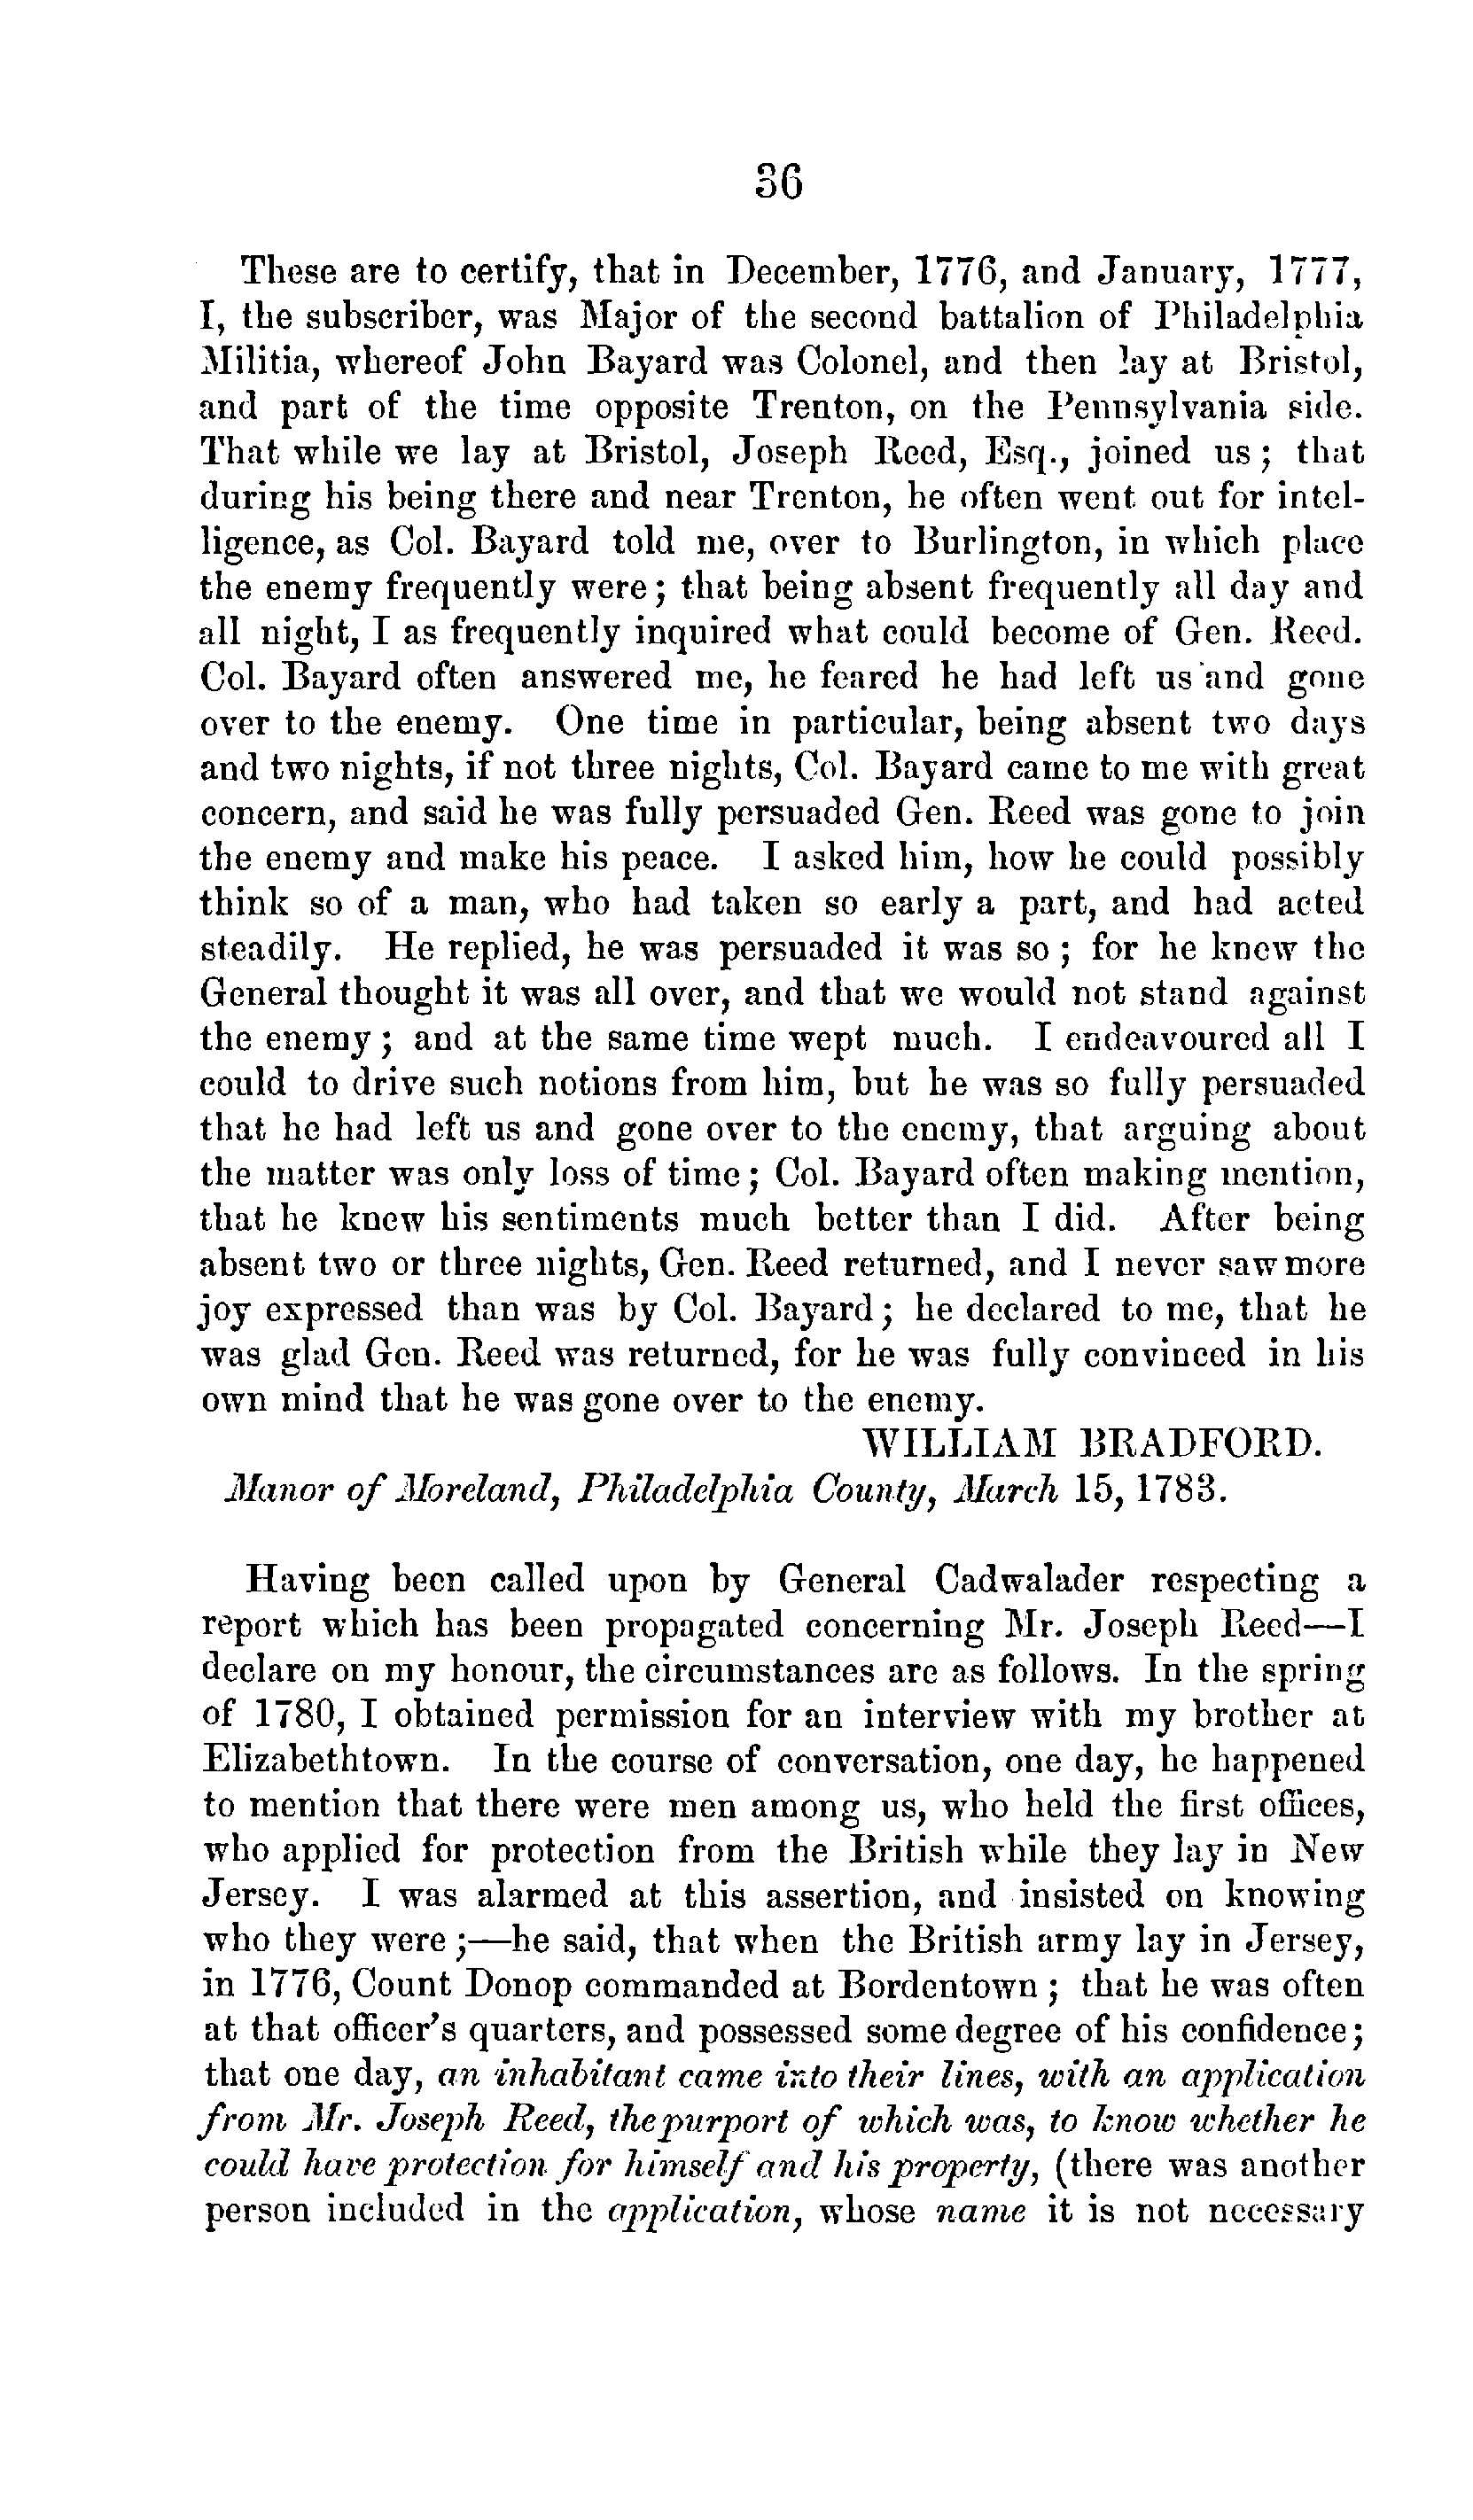 36
These are to certify, that in December, 1776, and January, 1777,
I, the subscriber, was Major of the second battalion of Philadelphia
Militia, whereof John Bayard was Colonel, and then lay at Bristol,
and part of the time opposite Trenton, on the Pennsylvania side.
That while we lay at Bristol, Joseph Reed, Esq., joined us; that
during his being there and near Trenton, he often went out for intel-
ligence, as Col. Bayard told me, over to Burlington, in which place
the enemy frequently were; that being absent frequently all day and
all night, I as frequently inquired what could become of Gen. Reed.
Col. Bayard often answered me, he feared he had left us and gone
over to the enemy. One time in particular, being absent two days
and two nights, if not three nights, Col. Bayard came to me with great
concern, and said he was fully persuaded Gen. Reed was gone to join
the enemy and make his peace. I asked him, how he could possibly
think so of a man, who had taken so early a part, and had acted
steadily. He replied, he was persuaded it was so; for he knew the
General thought it was all over, and that we would not stand against
the enemy; and at the same time wept much. I endeavoured all I
could to drive such notions from him, but he was so fully persuaded
that he had left us and gone over to the enemy, that arguing about
the matter was only loss of time; Col. Bayard often making mention,
that he knew his sentiments much better than I did. After being
absent two or three nights, Gen. Reed returned, and I never saw more
joy expressed than was by Col. Bayard; he declared to me, that he
was glad Gen. Reed was returned, for he was fully convinced in his
own mind that he was gone over to the enemy.
WILLIAM BRADFORD.
Manor of Moreland, Philadelphia County, March 15, 1783.
Having been called upon by General Cadwalader respecting a
report which has been propagated concerning Mr. Joseph Reed—I
declare on my honour, the circumstances are as follows. In the spring
of 1780, I obtained permission for an interview with my brother at
Elizabethtown. In the course of conversation, one day, he happened
to mention that there were men among us, who held the first offices,
who applied for protection from the British while they lay in New
Jersey. I was alarmed at this assertion, and insisted on knowing
who they were;—he said, that when the British army lay in Jersey,
in 1776, Count Donop commanded at Bordentown; that he was often
at that officer's quarters, and possessed some degree of his confidence;
that one day, an inhabitant came into their lines, with an application
from Mr. Joseph Reed, the purport of which was, to know whether he
could have protection for himself and his property, (there was another
person included in the application, whose name it is not necessary